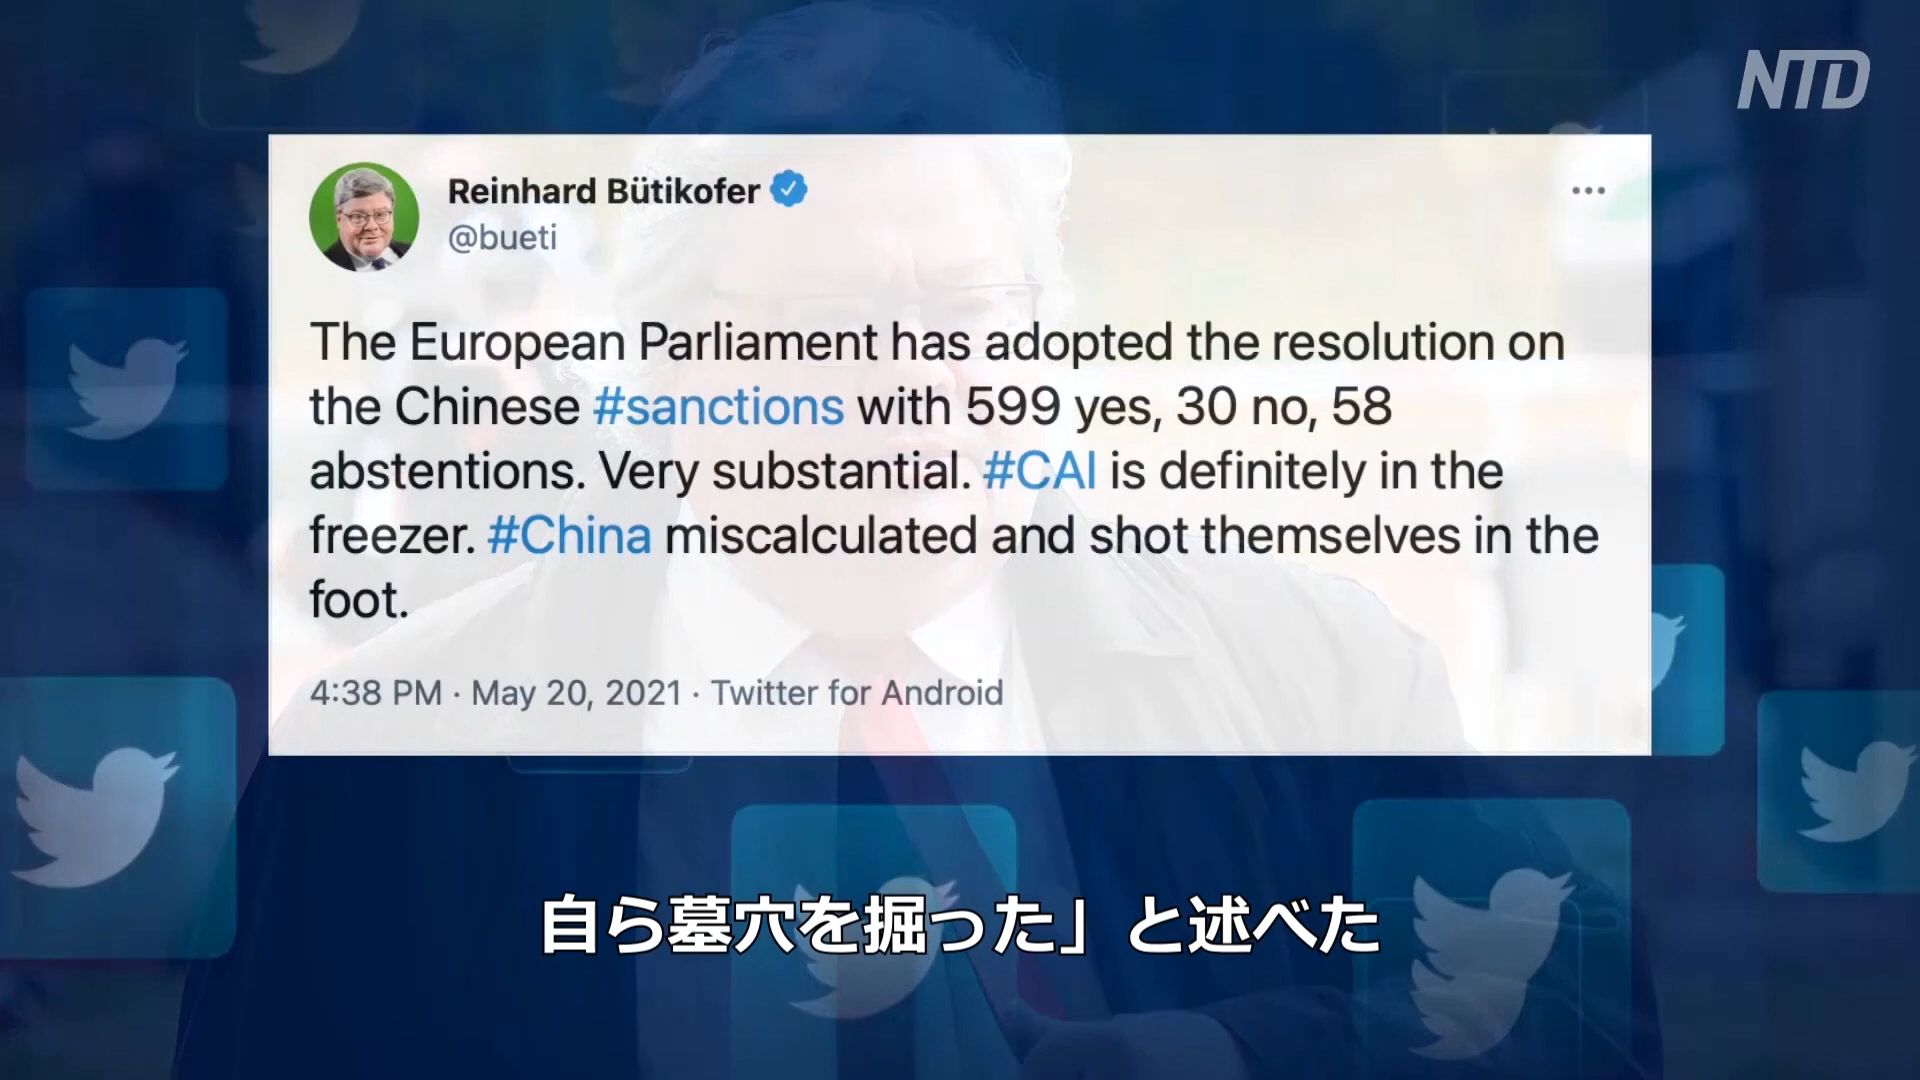 NTD
Reinhard Bütikofer
@bueti
The European Parliament has adopted the resolution on
the Chinese #sanctions with 599 yes, 30 no, 58
abstentions. Very substantial. #CAI is definitely in the
freezer. #China miscalculated and shot themselves in the
foot.
4:38 PM · May 20, 2021 · Twitter for Android
自ら墓穴を掘った」と述べた